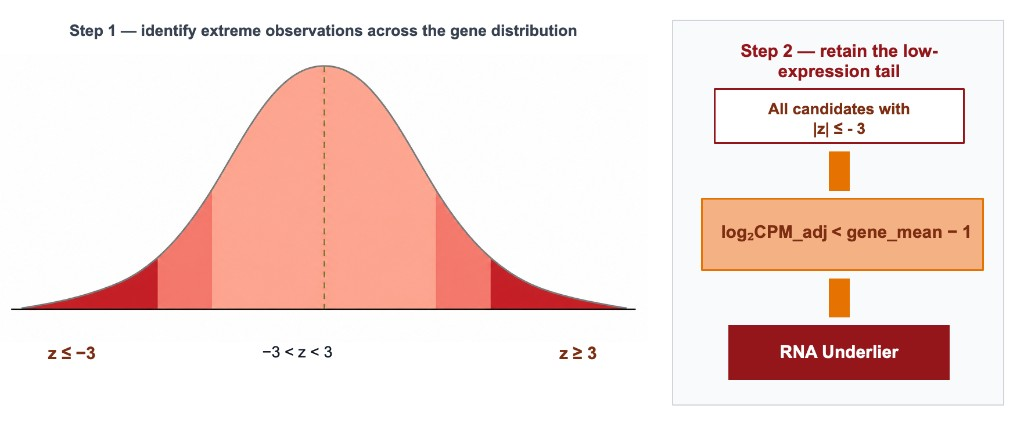 Step 1 — identify extreme observations across the gene distribution
z ≤ −3
−3 < z < 3
z ≥ 3
Step 2 — retain the low-
expression tail
All candidates with
|z| ≤ - 3
log₂CPM_adj < gene_mean − 1
RNA Underlier